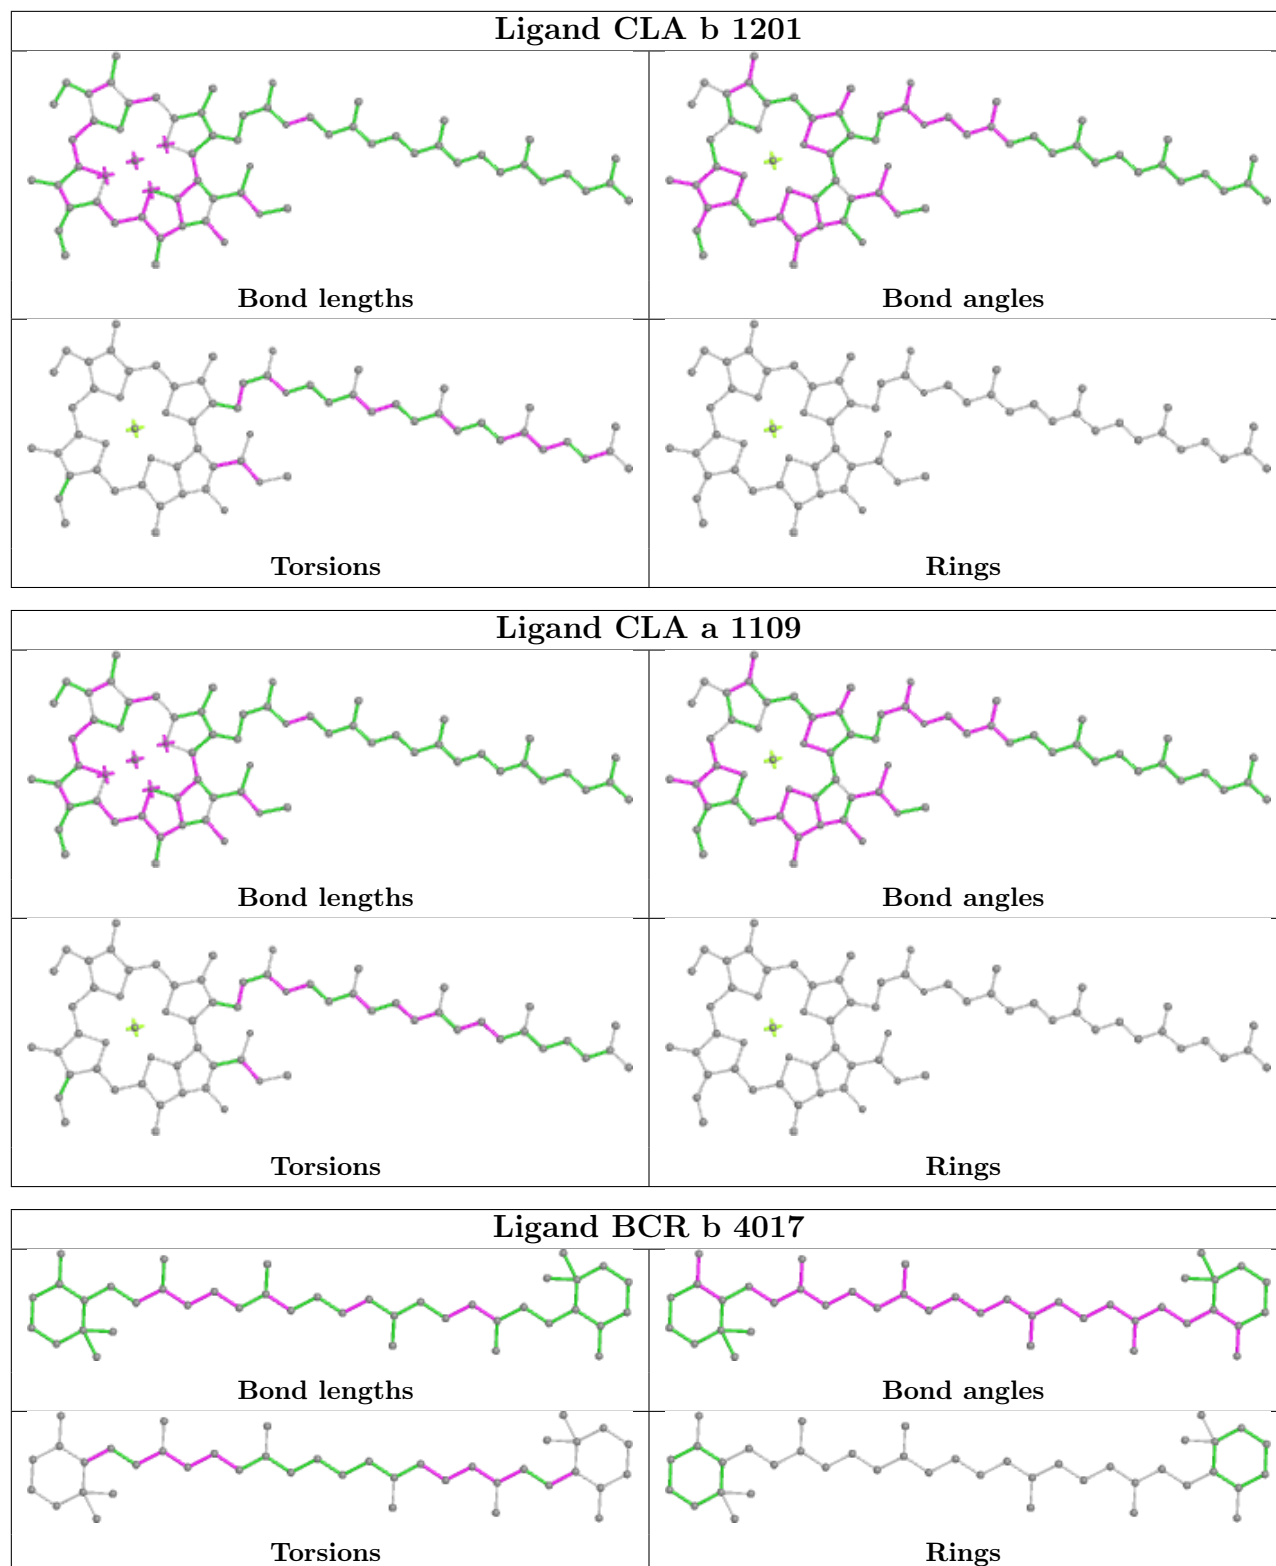 Ligand CLA b 1201
Bond lengths
Bond angles
Torsions
Rings
Ligand CLA a 1109
Bond lengths
Bond angles
Torsions
Rings
Ligand BCR b 4017
Bond lengths
Bond angles
Torsions
Rings